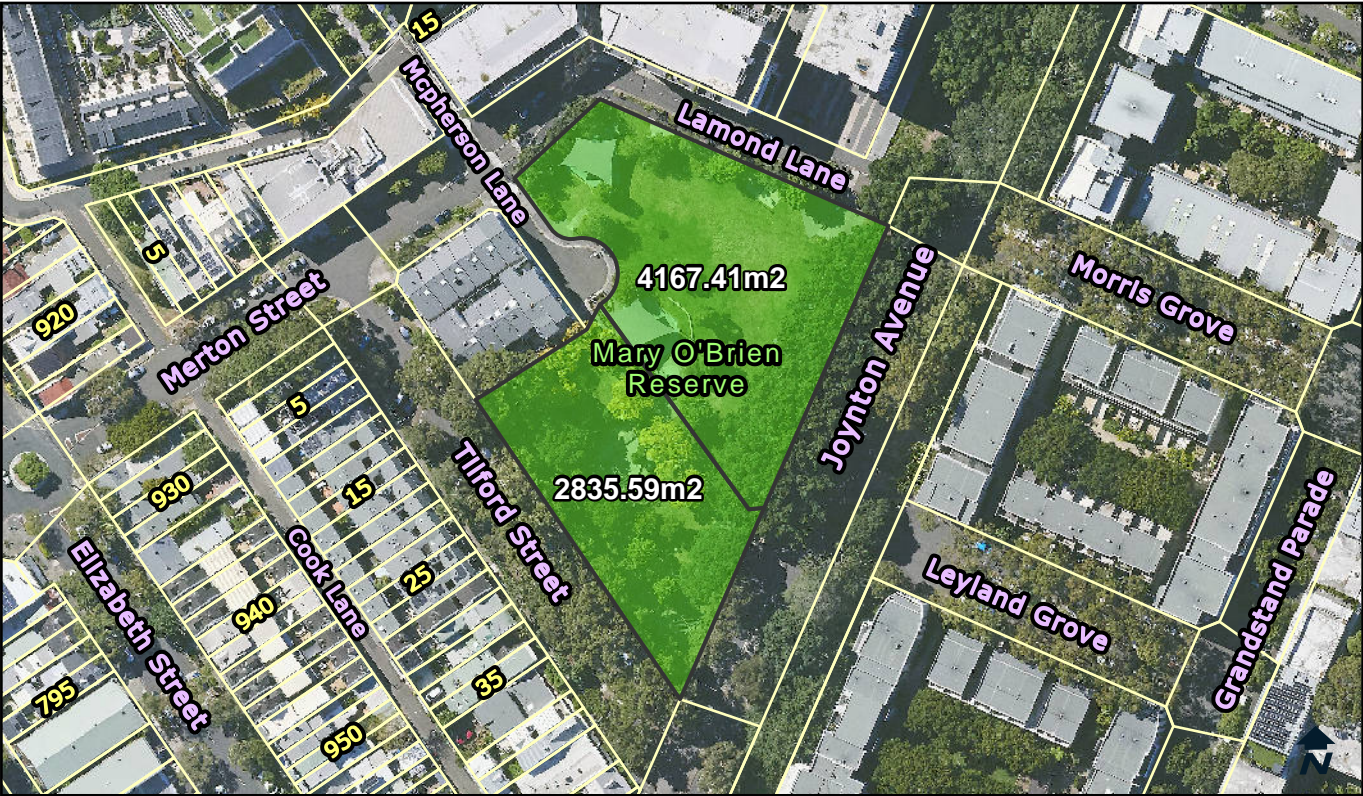 15
Mcpherson Lane
Lamond Lane
5
920
Merton Street
4167.41m2
Mary O'Brien
Reserve
Morris Grove
Joynton Avenue
5
930
15
2835.59m2
Tilford Street
Elizabeth Street
Cook Lane
25
940
Leyland Grove
Grandstand Parade
795
35
950
N